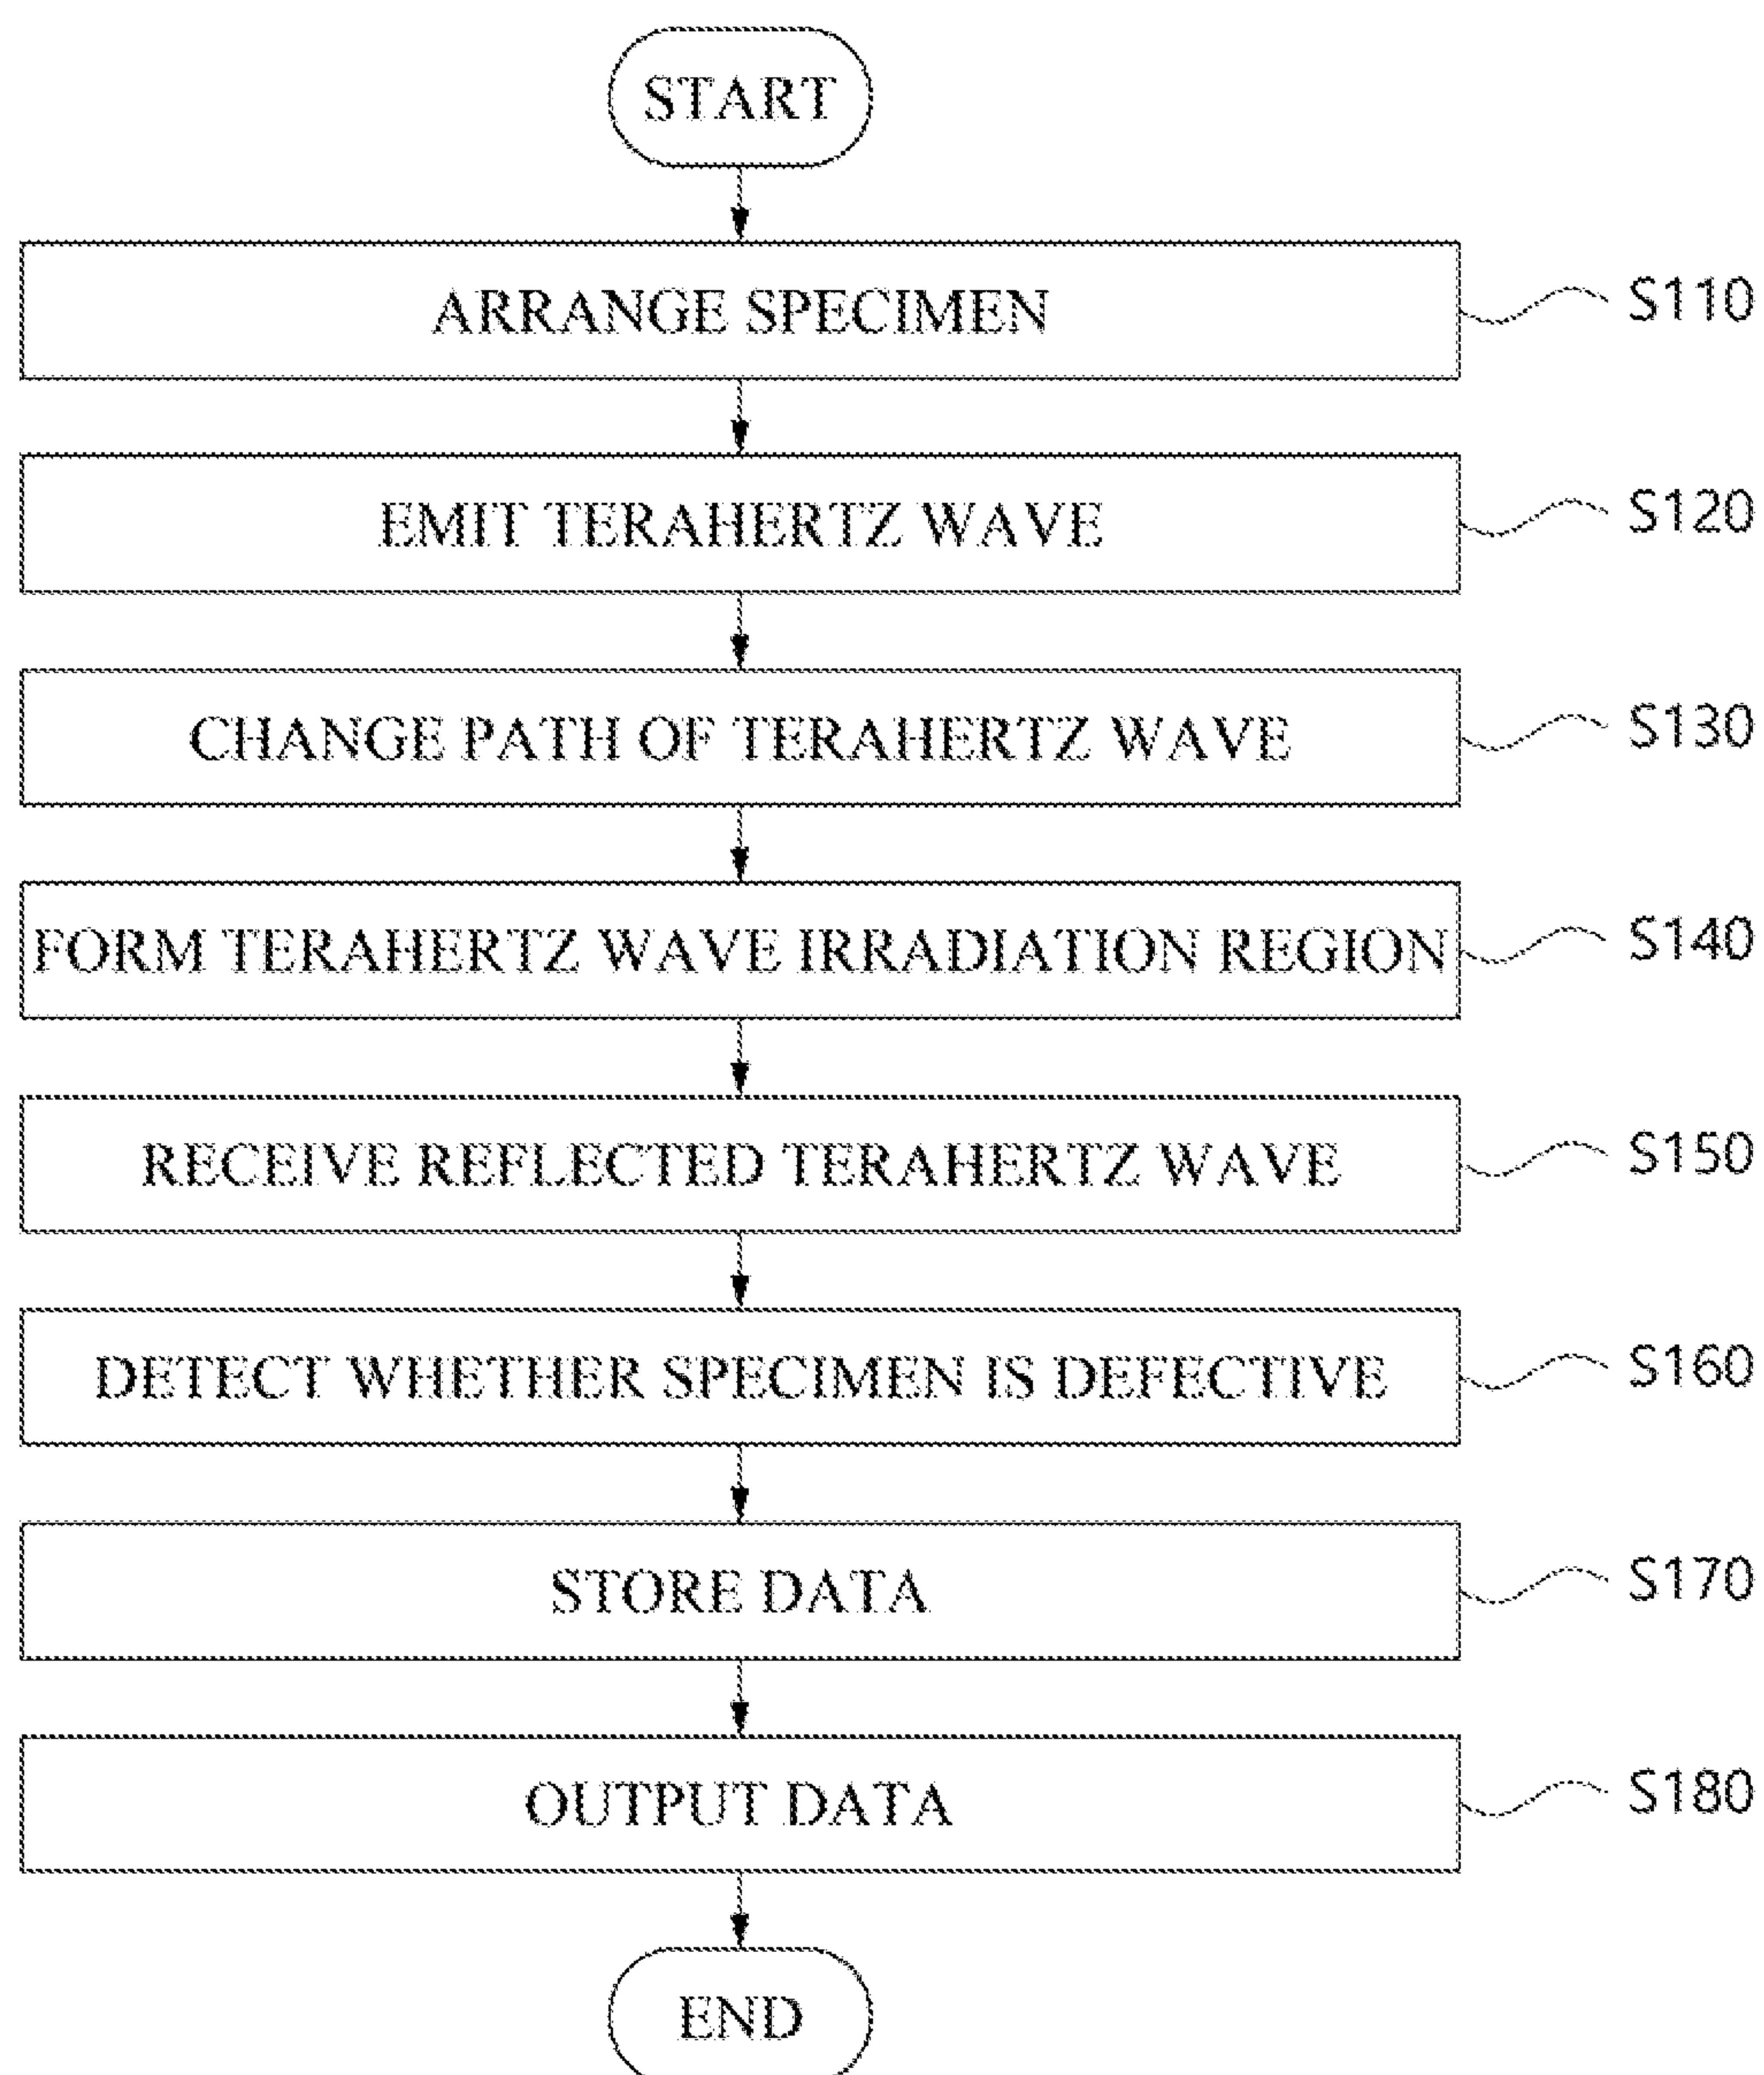 START
ARRANGE SPECIMEN
S110
EMIT TERAHERTZ WAVE
S120
CHANGE PATH OF TERAHERTZ WAVE
S130
FORM TERAHERTZ WAVE IRRADIATION REGION
S140
RECEIVE REFLECTED TERAHERTZ WAVE
S150
DETECT WHETHER SPECIMEN IS DEFECTIVE
S160
STORE DATA
S170
OUTPUT DATA
S180
END